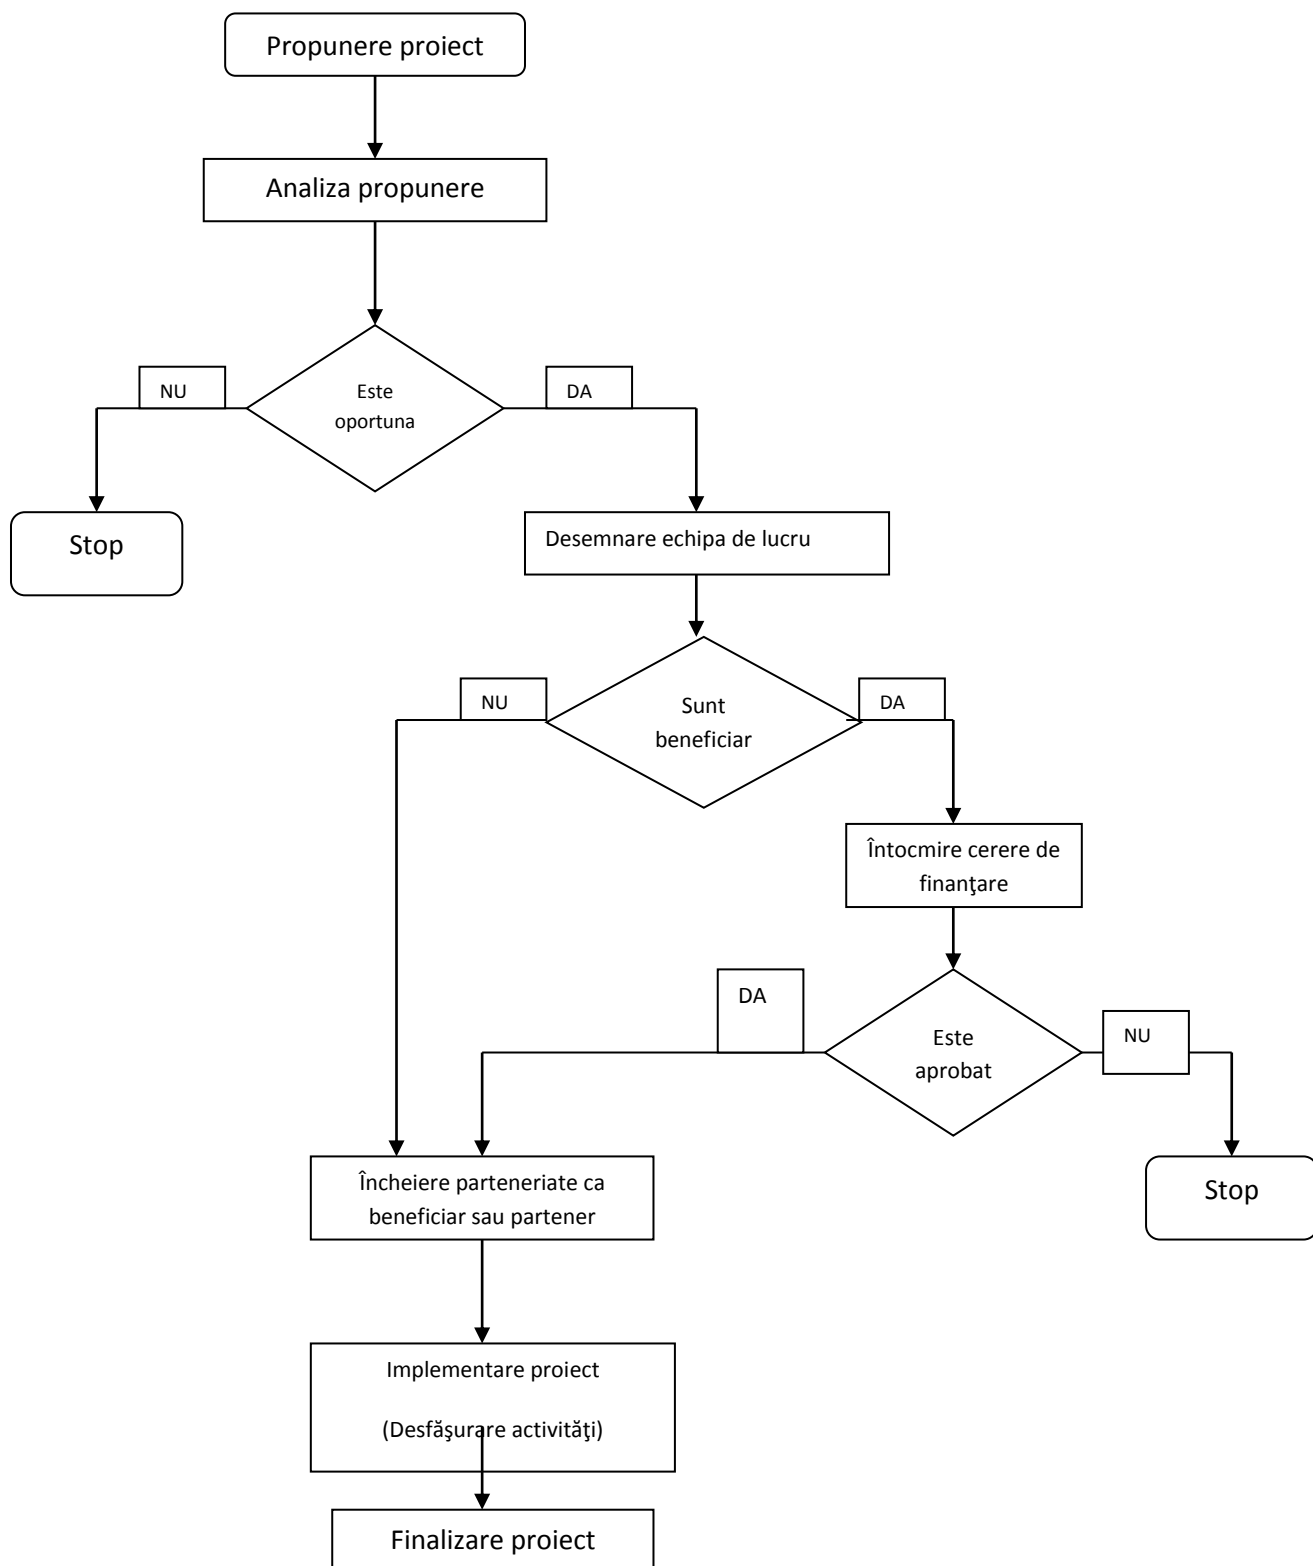 Propunere proiect
Analiza propunere
NU
Este
oportuna
DA
Stop
Desemnare echipa de lucru
NU
Sunt
beneficiar
DA
Întocmire cerere de
finanţare
DA
Este
aprobat
NU
Încheiere parteneriate ca
beneficiar sau partener
Stop
Implementare proiect
(Desfăşurare activităţi)
Finalizare proiect